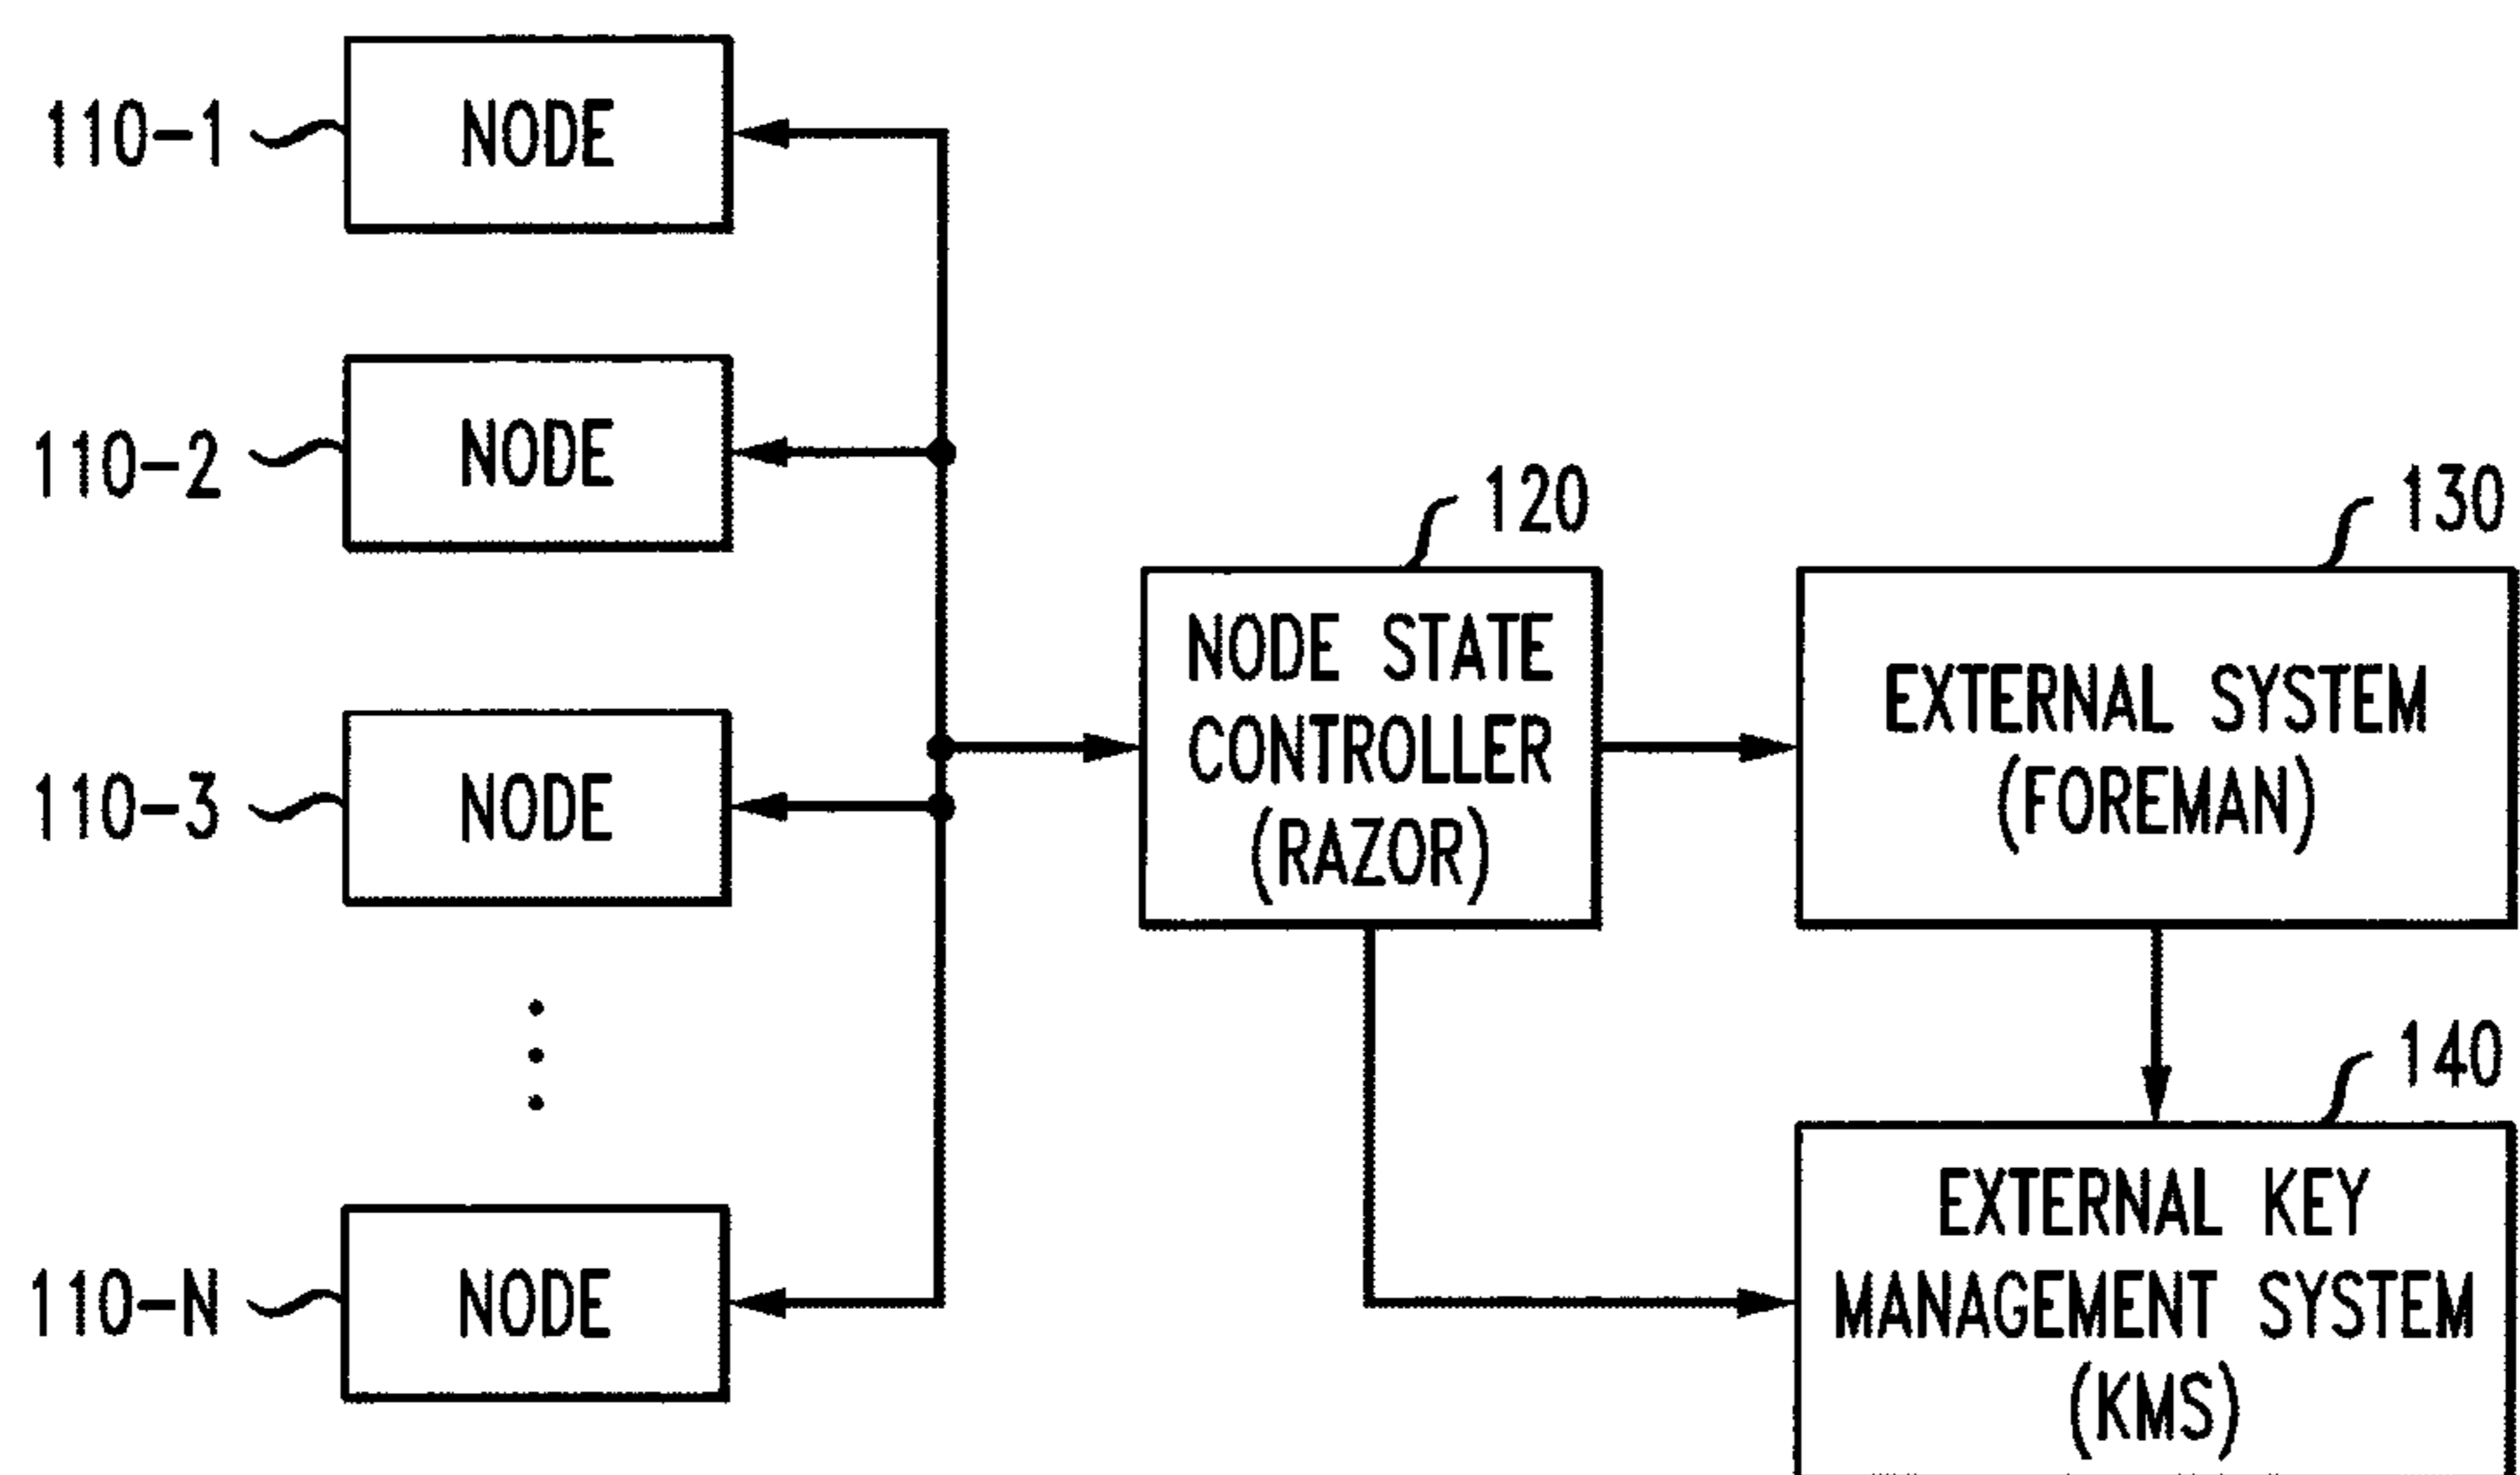 110-1
NODE
110-2
NODE
120
130
NODE STATE
CONTROLLER
(RAZOR)
EXTERNAL SYSTEM
(FOREMAN)
110-3
NODE
140
EXTERNAL KEY
MANAGEMENT SYSTEM
(KMS)
110-N
NODE